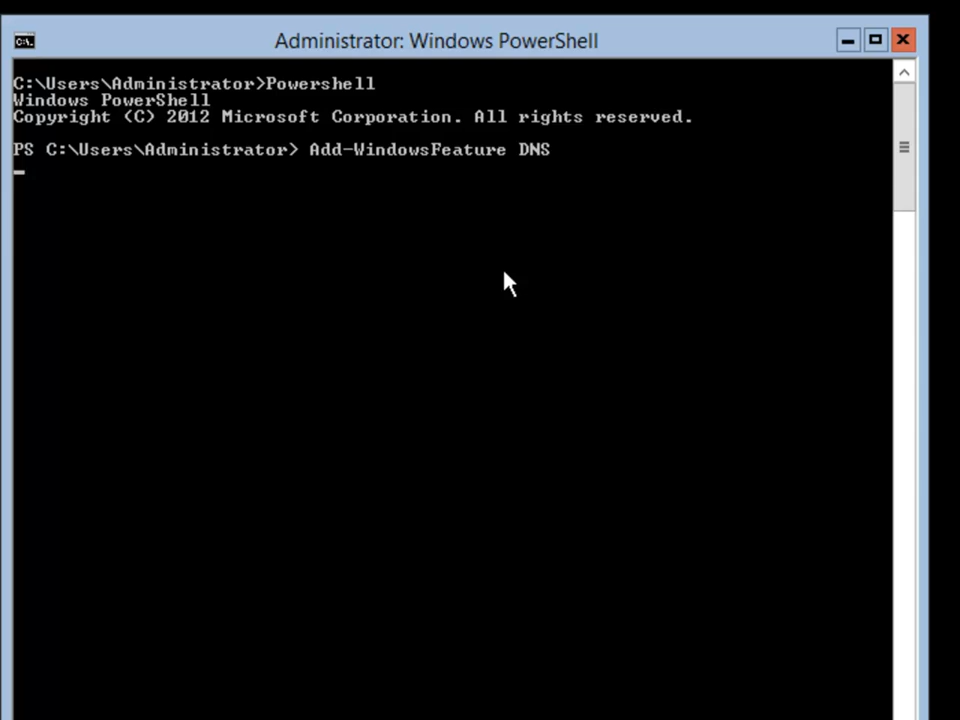 Administrator: Windows PowerShell
C:\Users\Administrator>Powershell
Windows PowerShell
Copyright (C) 2012 Microsoft Corporation. All rights reserved.
PS C:\Users\Administrator> Add-WindowsFeature DNS